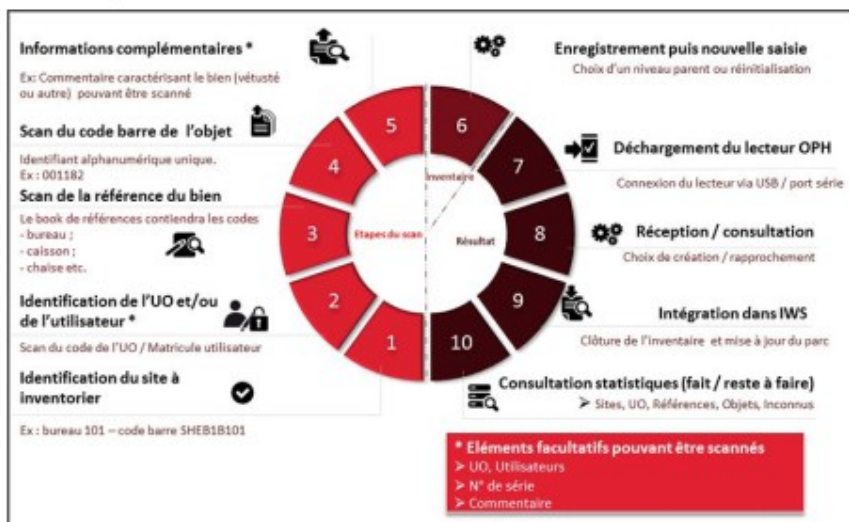 Informations complémentaires *
Ex: Commentaire caractérisant le bien (vétusté
ou autre) pouvant être scanné
Scan du code barre de l'objet
Identifiant alphanumérique unique.
Ex : 001182
Scan de la référence du bien
Le book de références contiendra les codes
- bureau ;
- caisson ;
- chaise etc.
Identification de l'UO et/ou
de l'utilisateur *
Scan du code de l'UO / Matricule utilisateur
Identification du site à
inventorier
Ex : bureau 101 – code barre SHEB1B101
5
4
3
2
1
Etapes du scan
Inventaire
Résultat
6
7
8
9
10
Enregistrement puis nouvelle saisie
Choix d'un niveau parent ou réinitialisation
Déchargement du lecteur OPH
Connexion du lecteur via USB / port série
Réception / consultation
Choix de création / rapprochement
Intégration dans IWS
Clôture de l'inventaire et mise à jour du parc
Consultation statistiques (fait / reste à faire)
➢ Sites, UO, Références, Objets, Inconnus
* Eléments facultatifs pouvant être scannés
➢ UO, Utilisateurs
➢ N° de série
➢ Commentaire